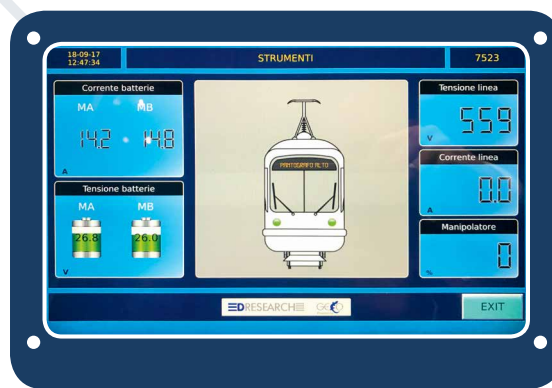 18-09-17
12:47:34
STRUMENTI
7523
Corrente batterie
MA MB
14.2 14.8
A
Tensione batterie
MA MB
26.8 26.0
V
PANTOGRAFO ALTO
Tensione linea
V 559
Corrente linea
A 0.0
Manipolatore
% 0
EDRESEARCH
EXIT